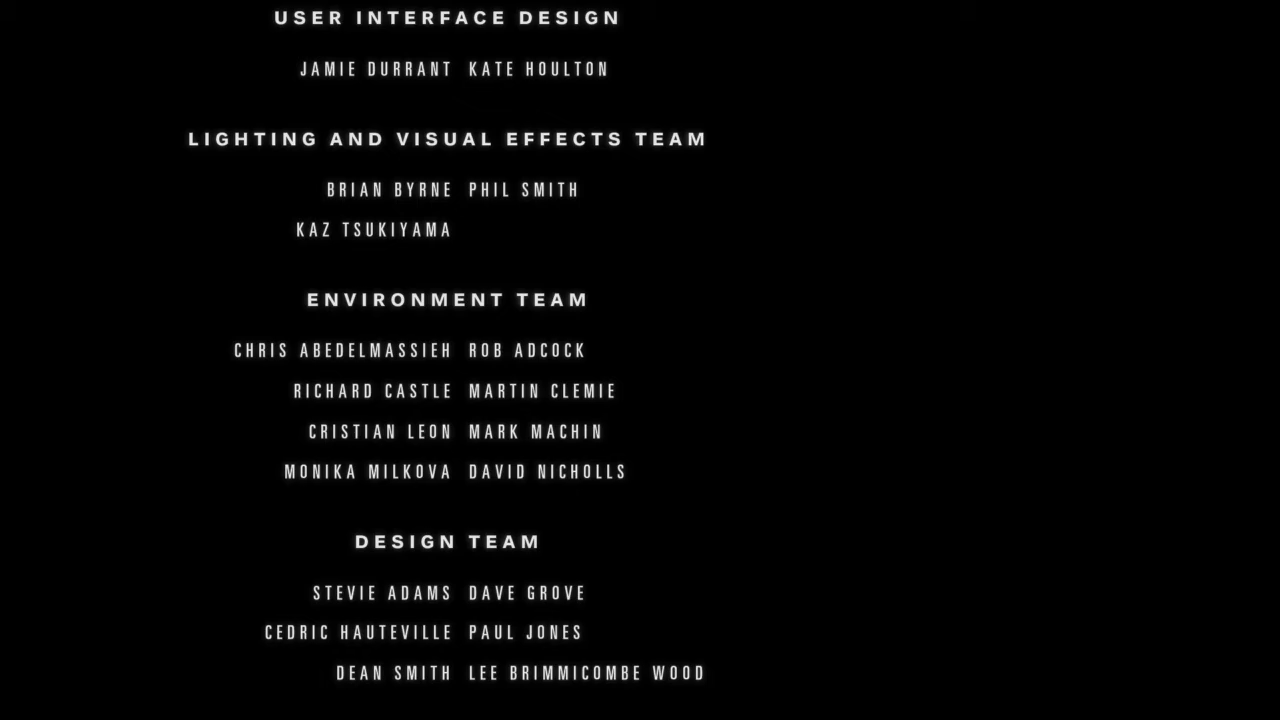 USER INTERFACE DESIGN
JAMIE DURRANT KATE HOULTON
LIGHTING AND VISUAL EFFECTS TEAM
BRIAN BYRNE PHIL SMITH
KAZ TSUKIYAMA
ENVIRONMENT TEAM
CHRIS ABEDELMASSIEH ROB ADCOCK
RICHARD CASTLE MARTIN CLEMIE
CRISTIAN LEON MARK MACHIN
MONIKA MILKOVA DAVID NICHOLLS
DESIGN TEAM
STEVIE ADAMS DAVE GROVE
CEDRIC HAUTEVILLE PAUL JONES
DEAN SMITH LEE BRIMMICOMBE WOOD